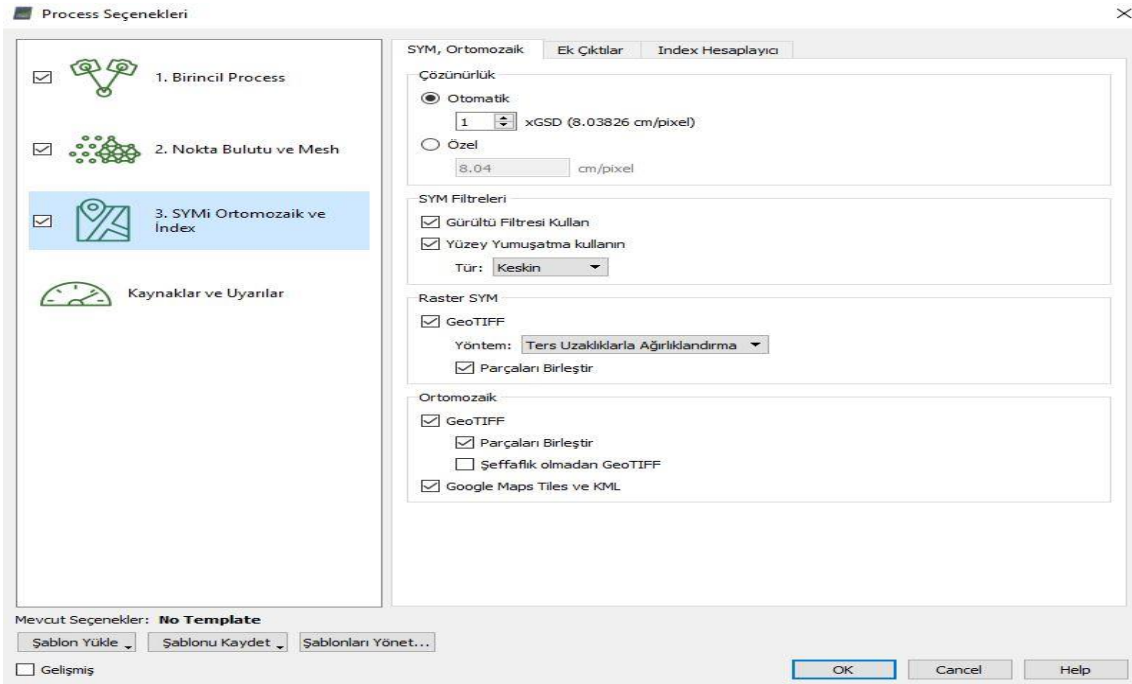 Process Seçenekleri
1. Birincil Process
2. Nokta Bulutu ve Mesh
3. SYMi Ortomozaik ve
İndex
Kaynaklar ve Uyarılar
SYM, Ortomozaik
Ek Çıktılar
Index Hesaplayıcı
Çözünürlük
Otomatik
1 xGSD (8.03826 cm/pixel)
Özel
8.04 cm/pixel
SYM Filtreleri
Gürültü Filtresi Kullan
Yüzey Yumuşatma kullanın
Tür: Keskin
Raster SYM
GeoTIFF
Yöntem: Ters Uzaklıklarla Ağırlıklandırma
Parçaları Birleştir
Ortomozaik
GeoTIFF
Parçaları Birleştir
Şeffaflık olmadan GeoTIFF
Google Maps Tiles ve KML
Mevcut Seçenekler: No Template
Şablon Yükle
Şablonu Kaydet
Şablonları Yönet...
Gelişmiş
OK
Cancel
Help